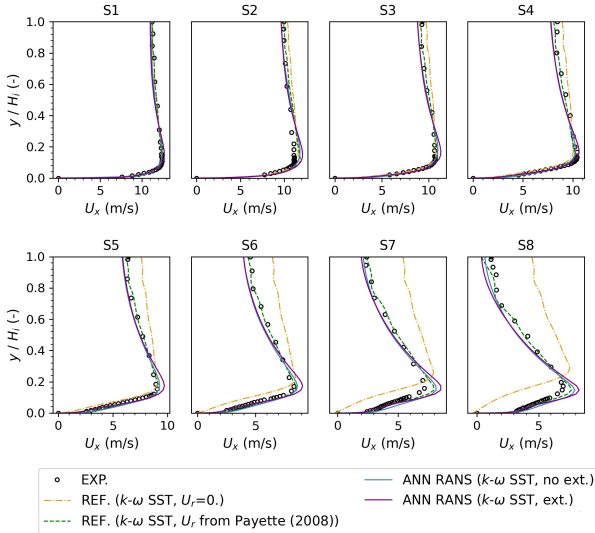 S1 S2 S3 S4
1.0 0.8 0.6 0.4 0.2 0.0
y / H_i (-)
0 5 10 0 5 10 0 5 10 0 5 10
U_x (m/s) U_x (m/s) U_x (m/s) U_x (m/s)
S5 S6 S7 S8
1.0 0.8 0.6 0.4 0.2 0.0
y / H_i (-)
0 5 10 0 5 0 5 0 5
U_x (m/s) U_x (m/s) U_x (m/s) U_x (m/s)
EXP. ANN RANS (k-ω SST, no ext.)
REF. (k-ω SST, U_r=0.) ANN RANS (k-ω SST, ext.)
REF. (k-ω SST, U_r from Payette (2008))